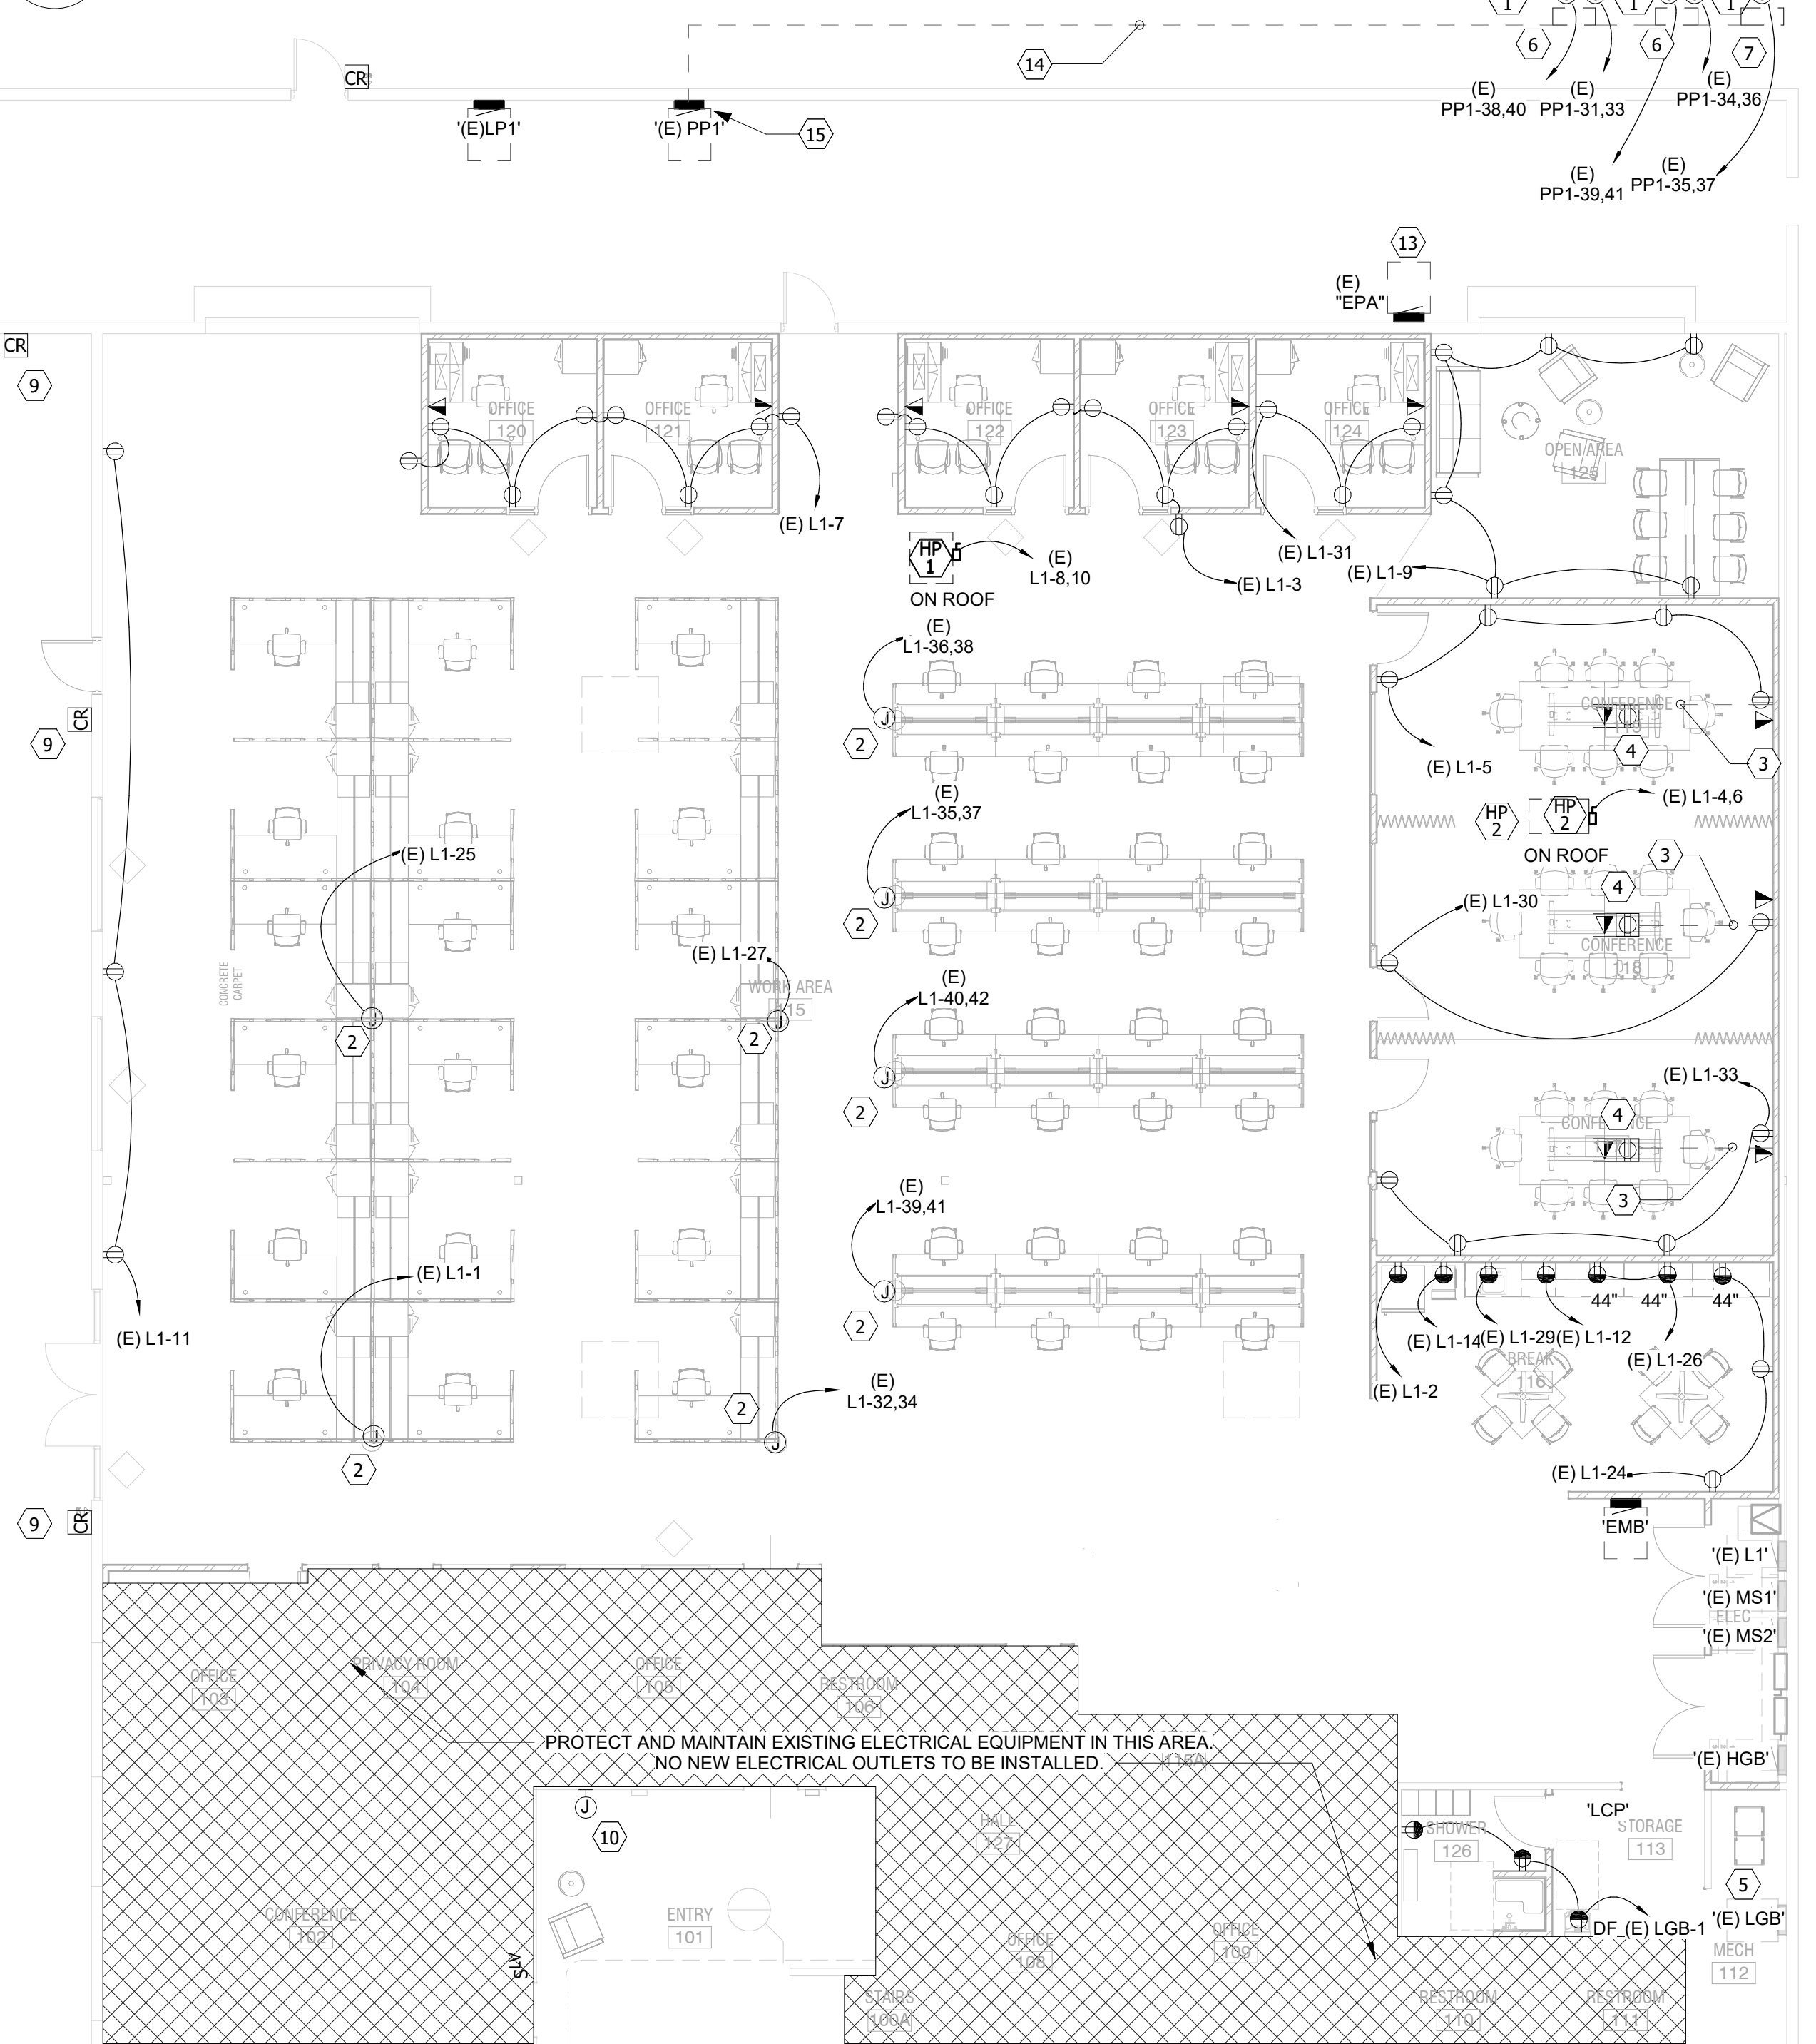 1
1
1
6
6
7
14
CR
(E)
PP1-38,40
(E)
PP1-31,33
(E)
PP1-34,36
'(E)LP1'
'(E) PP1'
15
(E)
PP1-39,41
(E)
PP1-35,37
13
(E)
"EPA"
CR
9
OFFICE
120
OFFICE
121
OFFICE
122
OFFICE
123
OFFICE
124
OPEN AREA
125
(E) L1-7
HP
1
(E)
L1-8,10
ON ROOF
(E) L1-3
(E) L1-31
(E) L1-9
(E)
L1-36,38
J
2
CR
9
(E) L1-5
CONFERENCE
4
3
HP
2
HP
2
(E) L1-4,6
ON ROOF
3
(E)
L1-35,37
J
2
(E) L1-25
4
(E) L1-30
CONFERENCE
118
(E) L1-27
CONCRETE
CARPET
WORK AREA
115
J
2
J
2
(E)
L1-40,42
J
2
(E) L1-33
4
CONFERENCE
3
(E)
L1-39,41
J
2
(E) L1-1
(E) L1-11
44"
44"
44"
(E) L1-14
(E) L1-29
(E) L1-12
(E) L1-26
BREAK
116
(E) L1-2
(E)
L1-32,34
2
J
J
2
(E) L1-24
9
CR
'EMB'
'(E) L1'
'(E) MS1'
ELEC
'(E) MS2'
OFFICE
103
PRIVACY ROOM
104
OFFICE
105
RESTROOM
106
PROTECT AND MAINTAIN EXISTING ELECTRICAL EQUIPMENT IN THIS AREA.
NO NEW ELECTRICAL OUTLETS TO BE INSTALLED.
115A
'(E) HGB'
J
10
HALL
127
'LCP'
SHOWER
126
STORAGE
113
5
'(E) LGB'
DF (E) LGB-1
CONFERENCE
102
ENTRY
101
OFFICE
108
OFFICE
109
MECH
112
STAIRS
100A
RESTROOM
110
RESTROOM
111